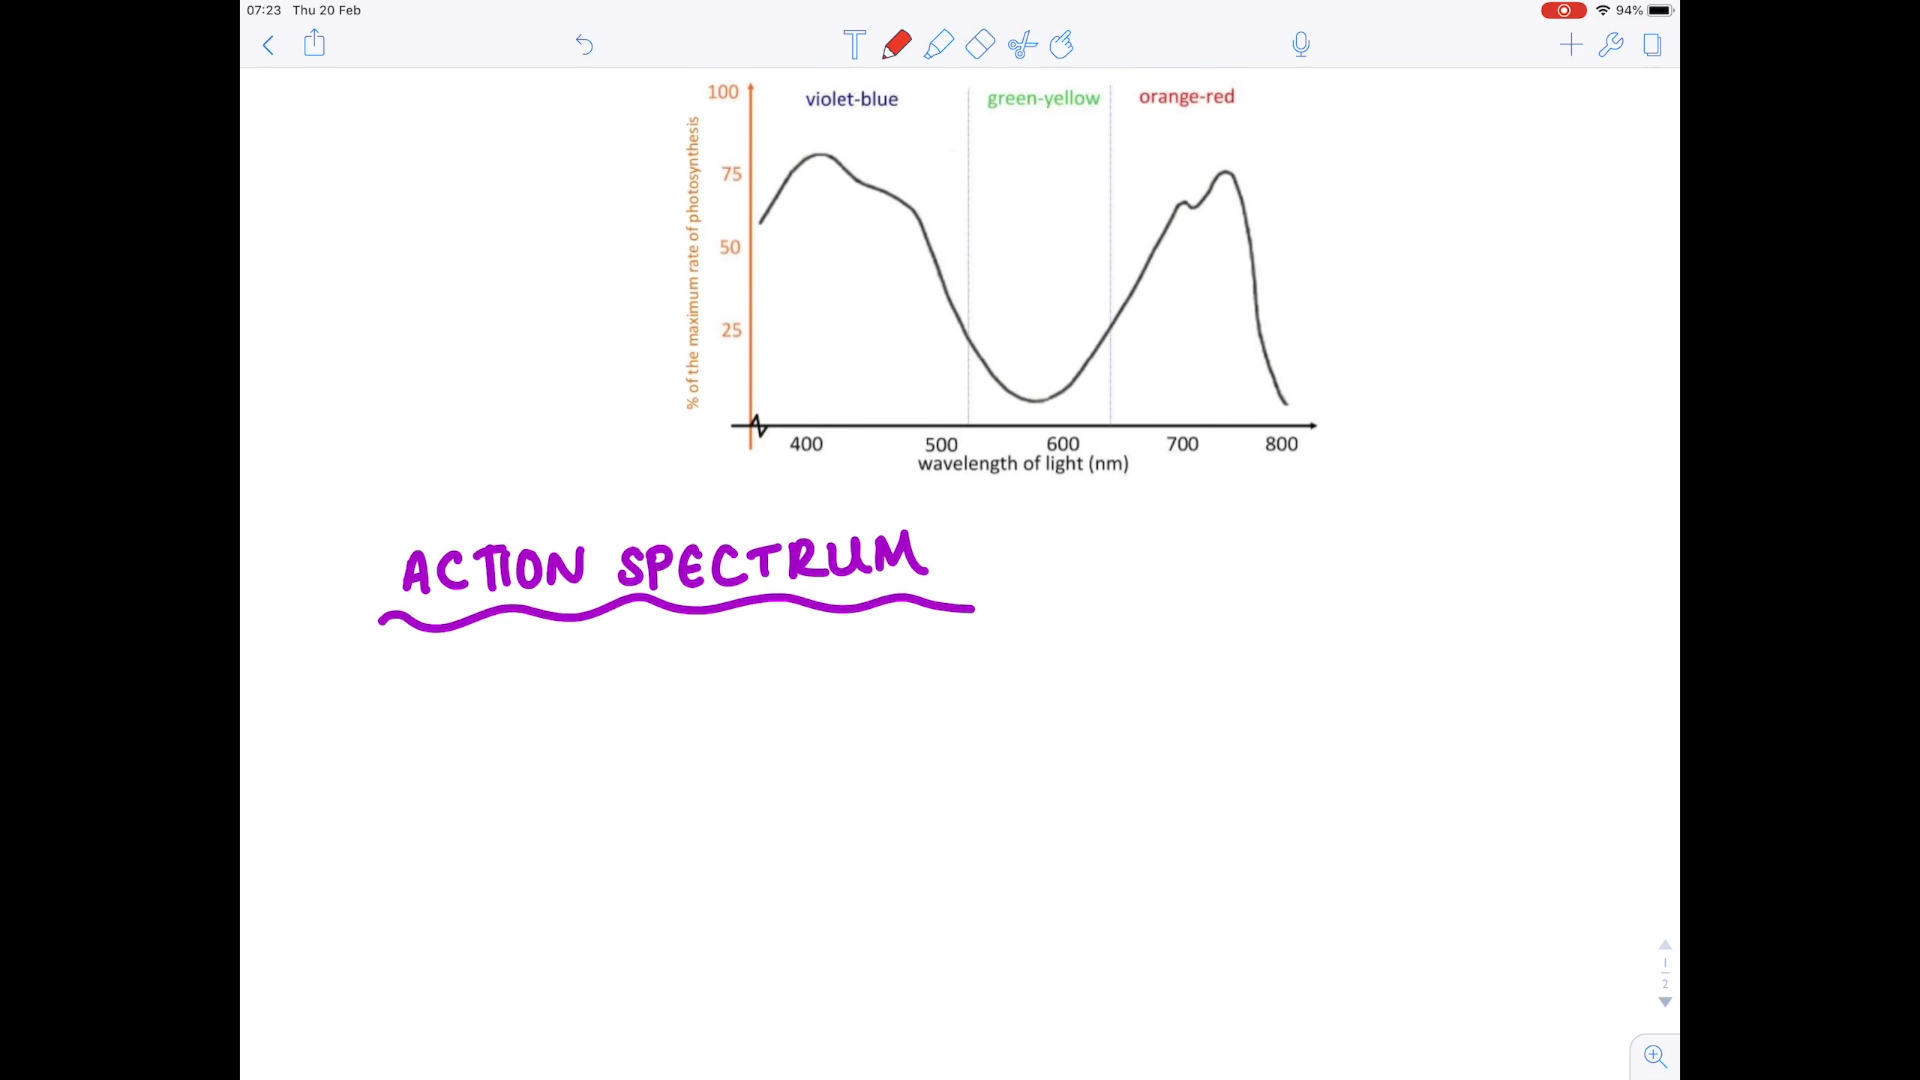 07:23 Thu 20 Feb
94%
T
100
violet-blue
green-yellow
orange-red
% of the maximum rate of photosynthesis
75
50
25
400 500 600 700 800
wavelength of light (nm)
ACTION SPECTRUM
1
2